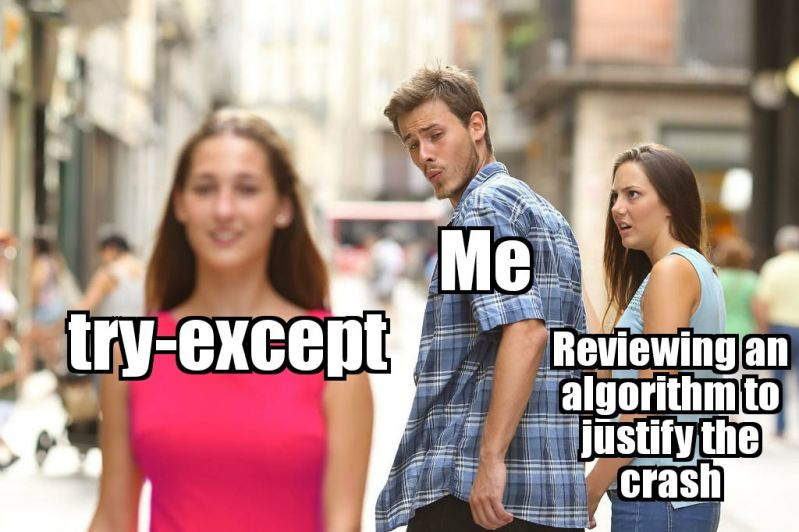 try-except
Me
Reviewing an
algorithm to
justify the
crash